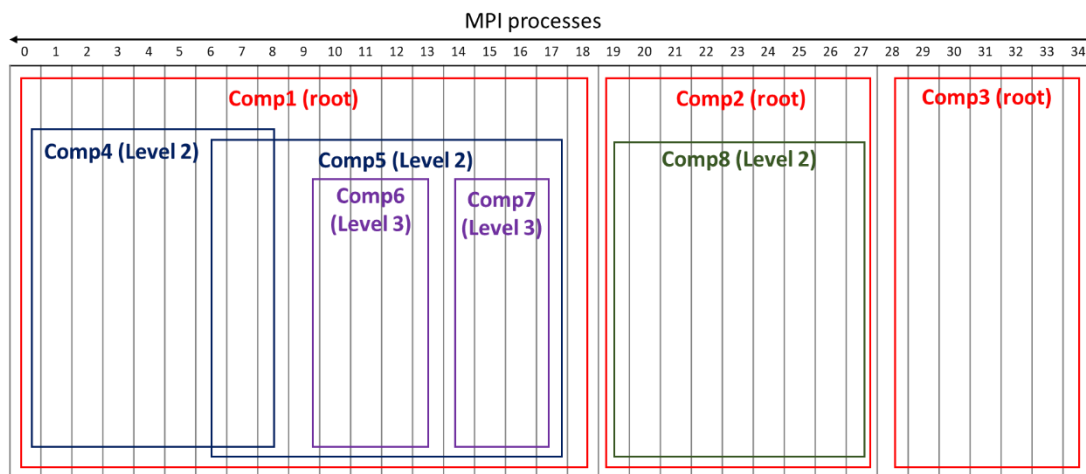 MPI processes
0 1 2 3 4 5 6 7 8 9 10 11 12 13 14 15 16 17 18 19 20 21 22 23 24 25 26 27 28 29 30 31 32 33 34
Comp1 (root) Comp2 (root) Comp3 (root)
Comp4 (Level 2) Comp5 (Level 2) Comp8 (Level 2)
Comp6 Comp7
(Level 3) (Level 3)